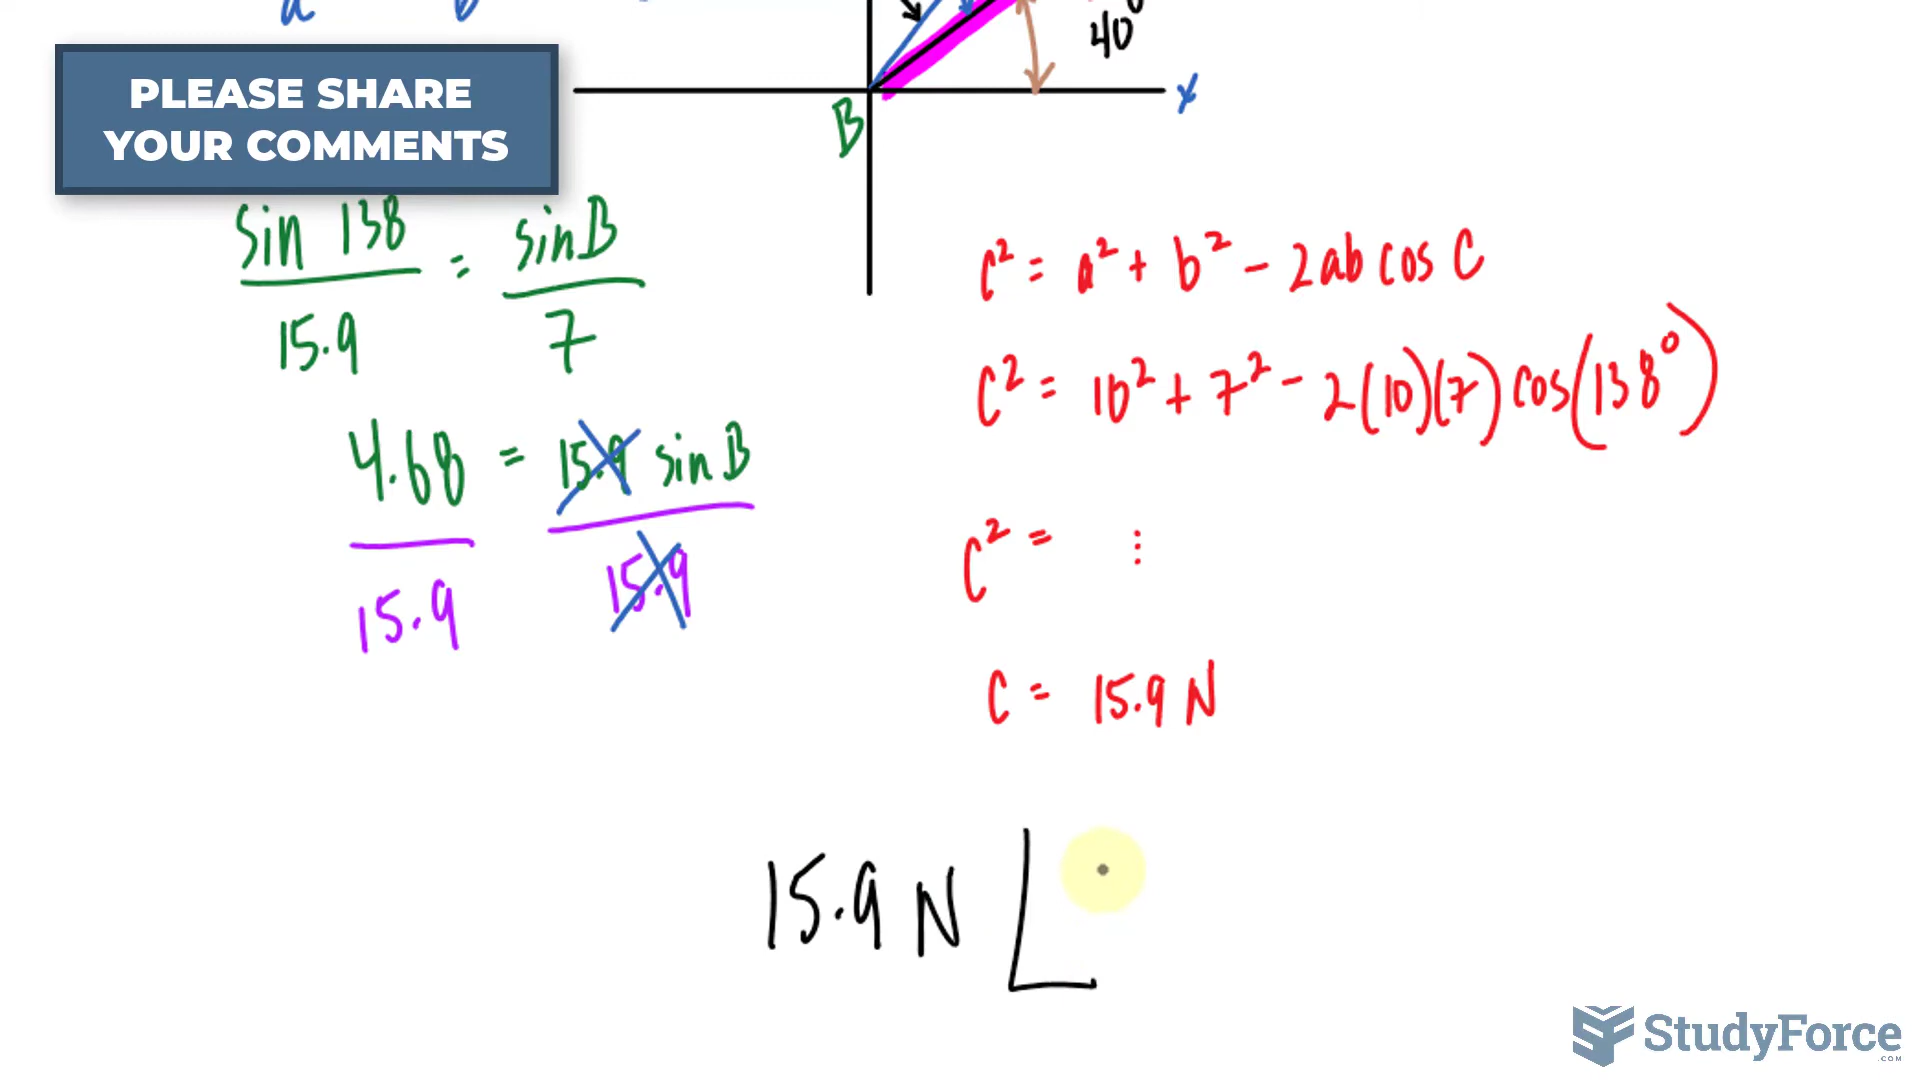 PLEASE SHARE
YOUR COMMENTS
40°
x
B
sin 138 / 15.9 = sin B / 7
4.68 / 15.9 = 15.9 sin B / 15.9
c² = a² + b² - 2ab cos C
c² = 10² + 7² - 2(10)(7) cos(138°)
c² = ⋮
c = 15.9 N
15.9 N [
StudyForce
.COM